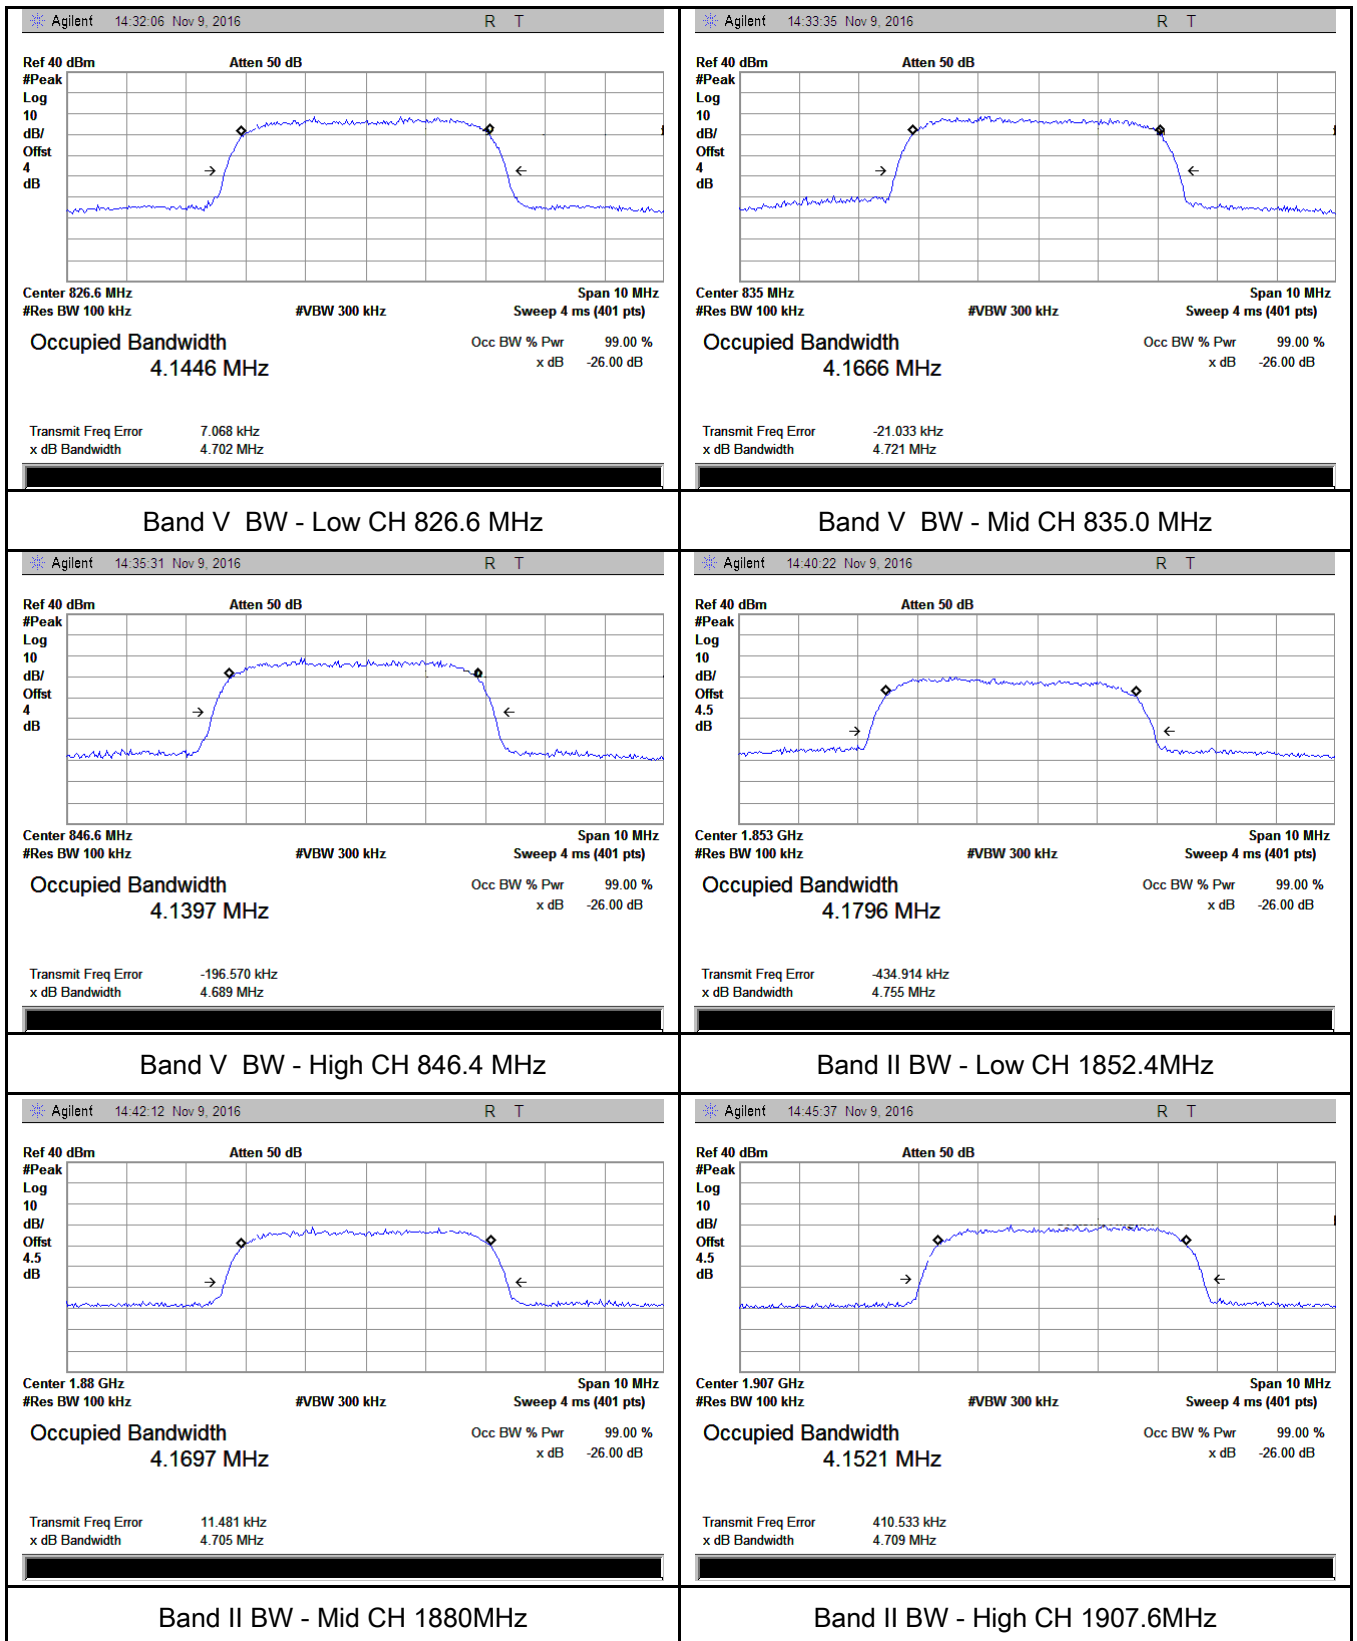 Agilent 14:32:06 Nov 9, 2016 R T
Ref 40 dBm Atten 50 dB
#Peak
Log
10
dB/
Offst
4
dB
Center 826.6 MHz Span 10 MHz
#Res BW 100 kHz #VBW 300 kHz Sweep 4 ms (401 pts)
Occupied Bandwidth Occ BW % Pwr 99.00 %
4.1446 MHz x dB -26.00 dB
Transmit Freq Error 7.068 kHz
x dB Bandwidth 4.702 MHz
Band V BW - Low CH 826.6 MHz
Agilent 14:33:35 Nov 9, 2016 R T
Ref 40 dBm Atten 50 dB
#Peak
Log
10
dB/
Offst
4
dB
Center 835 MHz Span 10 MHz
#Res BW 100 kHz #VBW 300 kHz Sweep 4 ms (401 pts)
Occupied Bandwidth Occ BW % Pwr 99.00 %
4.1666 MHz x dB -26.00 dB
Transmit Freq Error -21.033 kHz
x dB Bandwidth 4.721 MHz
Band V BW - Mid CH 835.0 MHz
Agilent 14:35:31 Nov 9, 2016 R T
Ref 40 dBm Atten 50 dB
#Peak
Log
10
dB/
Offst
4
dB
Center 846.6 MHz Span 10 MHz
#Res BW 100 kHz #VBW 300 kHz Sweep 4 ms (401 pts)
Occupied Bandwidth Occ BW % Pwr 99.00 %
4.1397 MHz x dB -26.00 dB
Transmit Freq Error -196.570 kHz
x dB Bandwidth 4.689 MHz
Band V BW - High CH 846.4 MHz
Agilent 14:40:22 Nov 9, 2016 R T
Ref 40 dBm Atten 50 dB
#Peak
Log
10
dB/
Offst
4.5
dB
Center 1.853 GHz Span 10 MHz
#Res BW 100 kHz #VBW 300 kHz Sweep 4 ms (401 pts)
Occupied Bandwidth Occ BW % Pwr 99.00 %
4.1796 MHz x dB -26.00 dB
Transmit Freq Error -434.914 kHz
x dB Bandwidth 4.755 MHz
Band II BW - Low CH 1852.4MHz
Agilent 14:42:12 Nov 9, 2016 R T
Ref 40 dBm Atten 50 dB
#Peak
Log
10
dB/
Offst
4.5
dB
Center 1.88 GHz Span 10 MHz
#Res BW 100 kHz #VBW 300 kHz Sweep 4 ms (401 pts)
Occupied Bandwidth Occ BW % Pwr 99.00 %
4.1697 MHz x dB -26.00 dB
Transmit Freq Error 11.481 kHz
x dB Bandwidth 4.705 MHz
Band II BW - Mid CH 1880MHz
Agilent 14:45:37 Nov 9, 2016 R T
Ref 40 dBm Atten 50 dB
#Peak
Log
10
dB/
Offst
4.5
dB
Center 1.907 GHz Span 10 MHz
#Res BW 100 kHz #VBW 300 kHz Sweep 4 ms (401 pts)
Occupied Bandwidth Occ BW % Pwr 99.00 %
4.1521 MHz x dB -26.00 dB
Transmit Freq Error 410.533 kHz
x dB Bandwidth 4.709 MHz
Band II BW - High CH 1907.6MHz